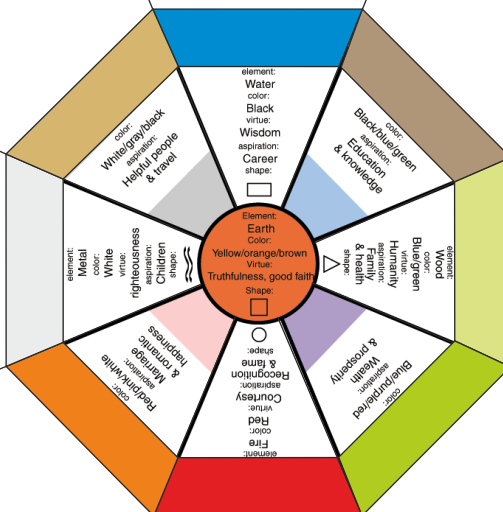 element:
Water
color:
Black
virtue:
Wisdom
aspiration:
Career
shape:
color:
Black/blue/green
aspiration:
Education
& knowledge
element:
Wood
color:
Blue/green
virtue:
Humanity
aspiration:
Family
& health
shape:
color:
Blue/purple/red
aspiration:
Wealth
& prosperity
element:
Fire
color:
Red
virtue:
Courtesy
aspiration:
Recognition
& fame
shape:
color:
Red/pink/white
aspiration:
Marriage
& romantic
happiness
element:
Metal
color:
White
virtue:
righteousness
aspiration:
Children
shape:
color:
White/gray/black
aspiration:
Helpful people
& travel
Element:
Earth
Color:
Yellow/orange/brown
Virtue:
Truthfulness, good faith
Shape: